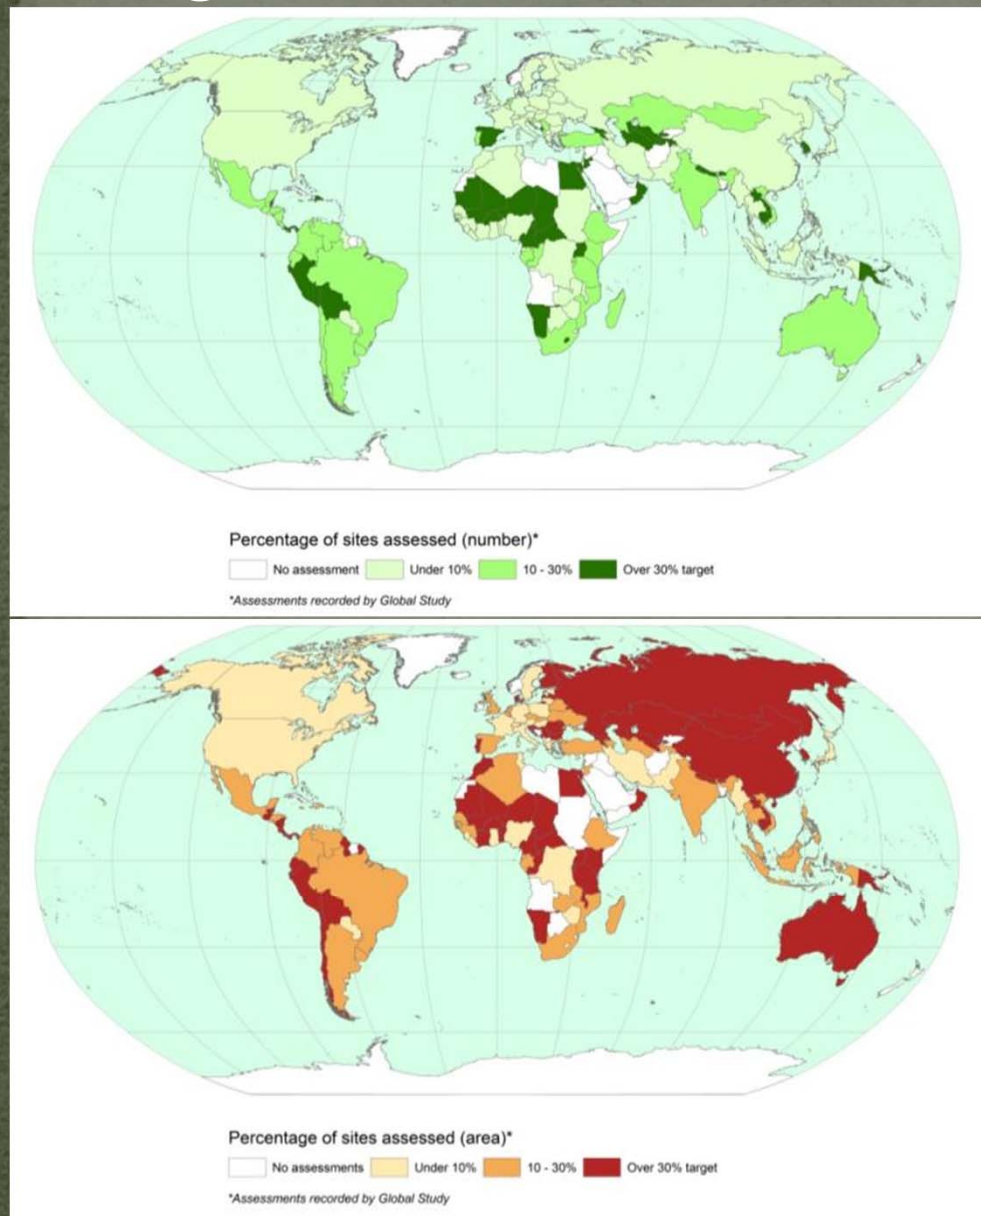 Percentage of sites assessed (number)*
No assessment Under 10% 10 - 30% Over 30% target
*Assessments recorded by Global Study
Percentage of sites assessed (area)*
No assessments Under 10% 10 - 30% Over 30% target
*Assessments recorded by Global Study